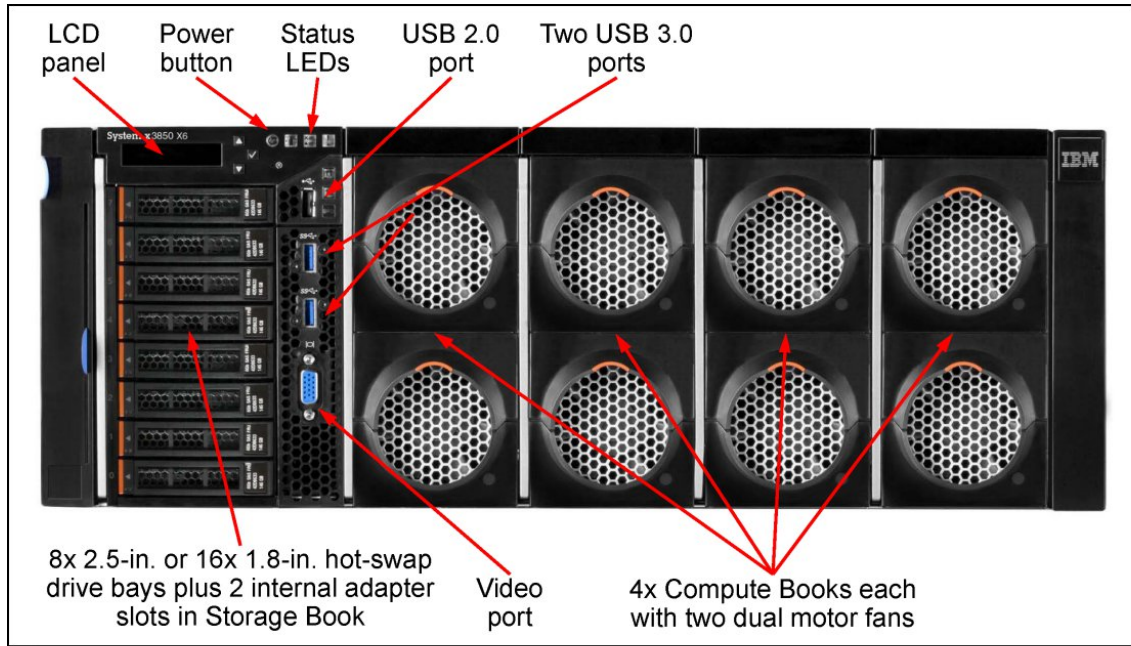 LCD
panel
Power
button
Status
LEDs
USB 2.0
port
Two USB 3.0
ports
System x3850 X6
IBM
8x 2.5-in. or 16x 1.8-in. hot-swap
drive bays plus 2 internal adapter
slots in Storage Book
Video
port
4x Compute Books each
with two dual motor fans